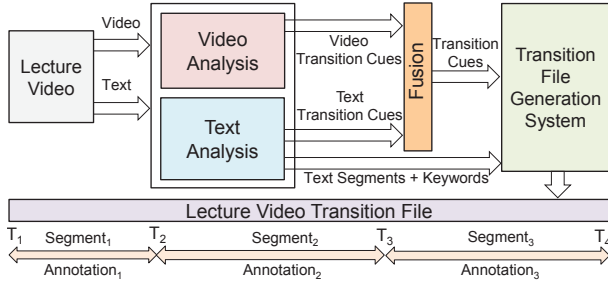 Lecture
Video
Video
Text
Video
Analysis
Text
Analysis
Video
Transition Cues
Text
Transition Cues
Text Segments + Keywords
Fusion
Transition
Cues
Transition
File
Generation
System
Lecture Video Transition File
T1 Segment1 T2 Segment2 T3 Segment3 T4
Annotation1 Annotation2 Annotation3